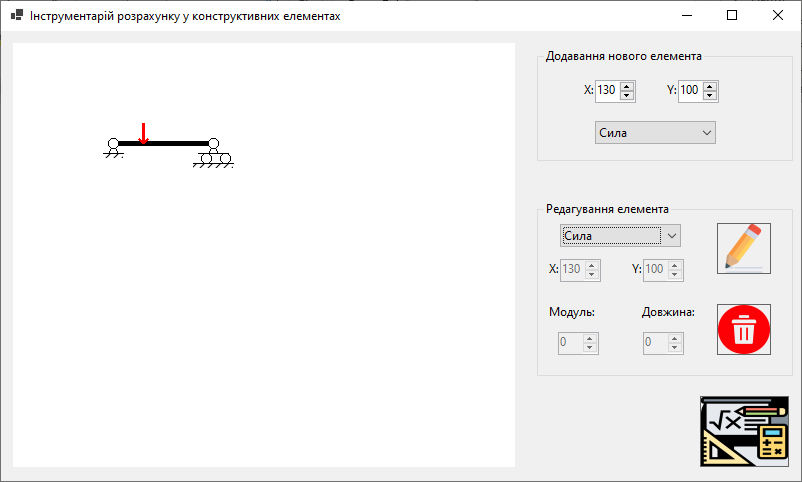 Інструментарій розрахунку у конструктивних елементах
Додавання нового елемента
X: 130 Y: 100
Сила
Редагування елемента
Сила
X: 130 Y: 100
Модуль: Довжина:
0 0
√x